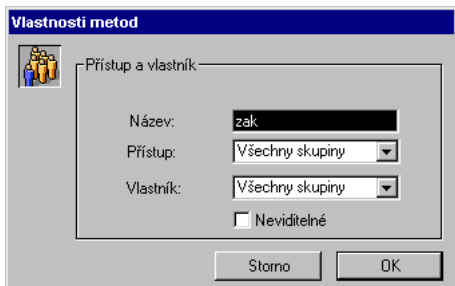 Vlastnosti metod
Přístup a vlastník
Název: zak
Přístup: Všechny skupiny
Vlastník: Všechny skupiny
Neviditelné
Storno OK